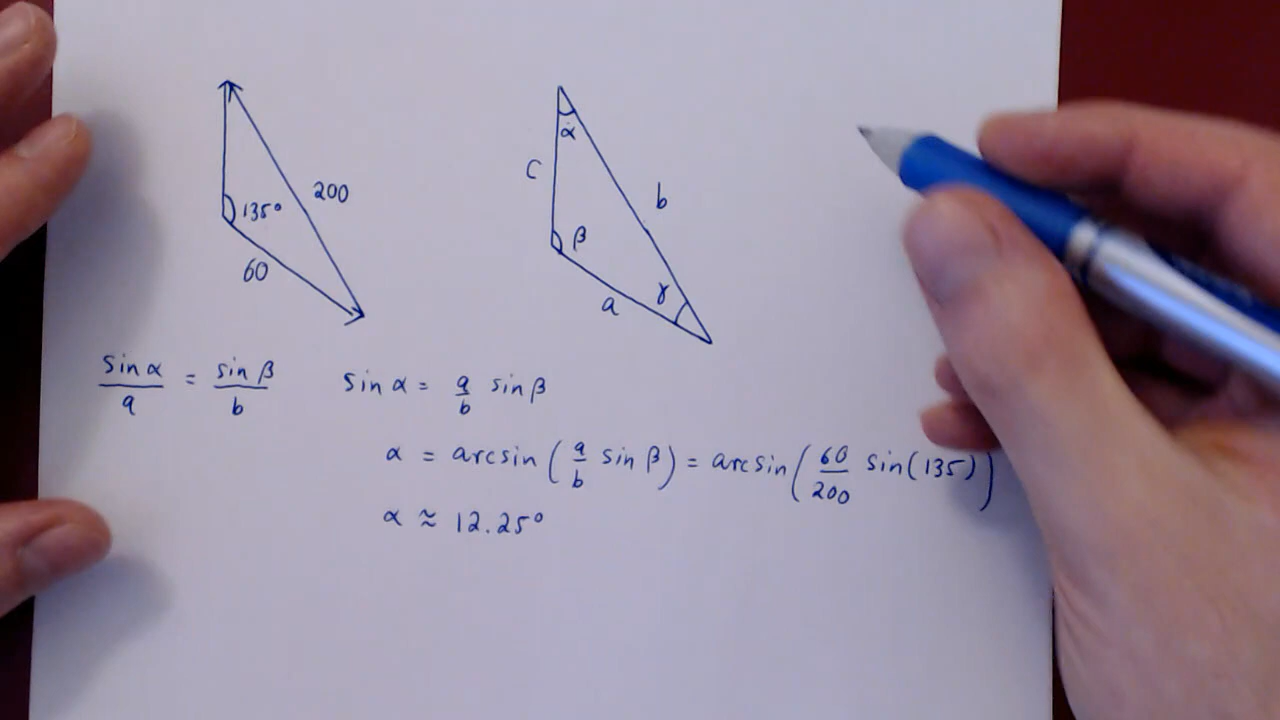 135° 200
60
α
c b
β
γ
a
sin α / a = sin β / b sin α = a/b sin β
α = arcsin ( a/b sin β ) = arcsin ( 60/200 sin(135) )
α ≈ 12.25°